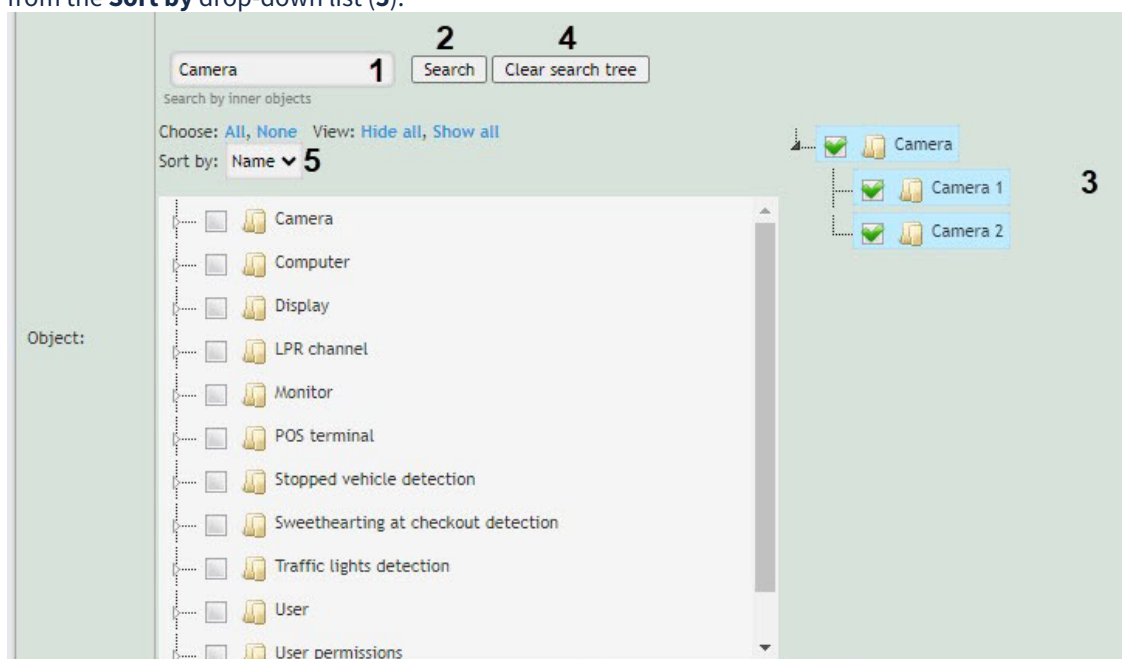 from the Sort by drop-down list (5).
2 4
Camera 1 Search Clear search tree
Search by inner objects
Choose: All, None View: Hide all, Show all
Sort by: Name 5
Camera
Camera 1
3
Camera 2
Camera
Computer
Display
Object:
LPR channel
Monitor
POS terminal
Stopped vehicle detection
Sweethearting at checkout detection
Traffic lights detection
User
User permissions